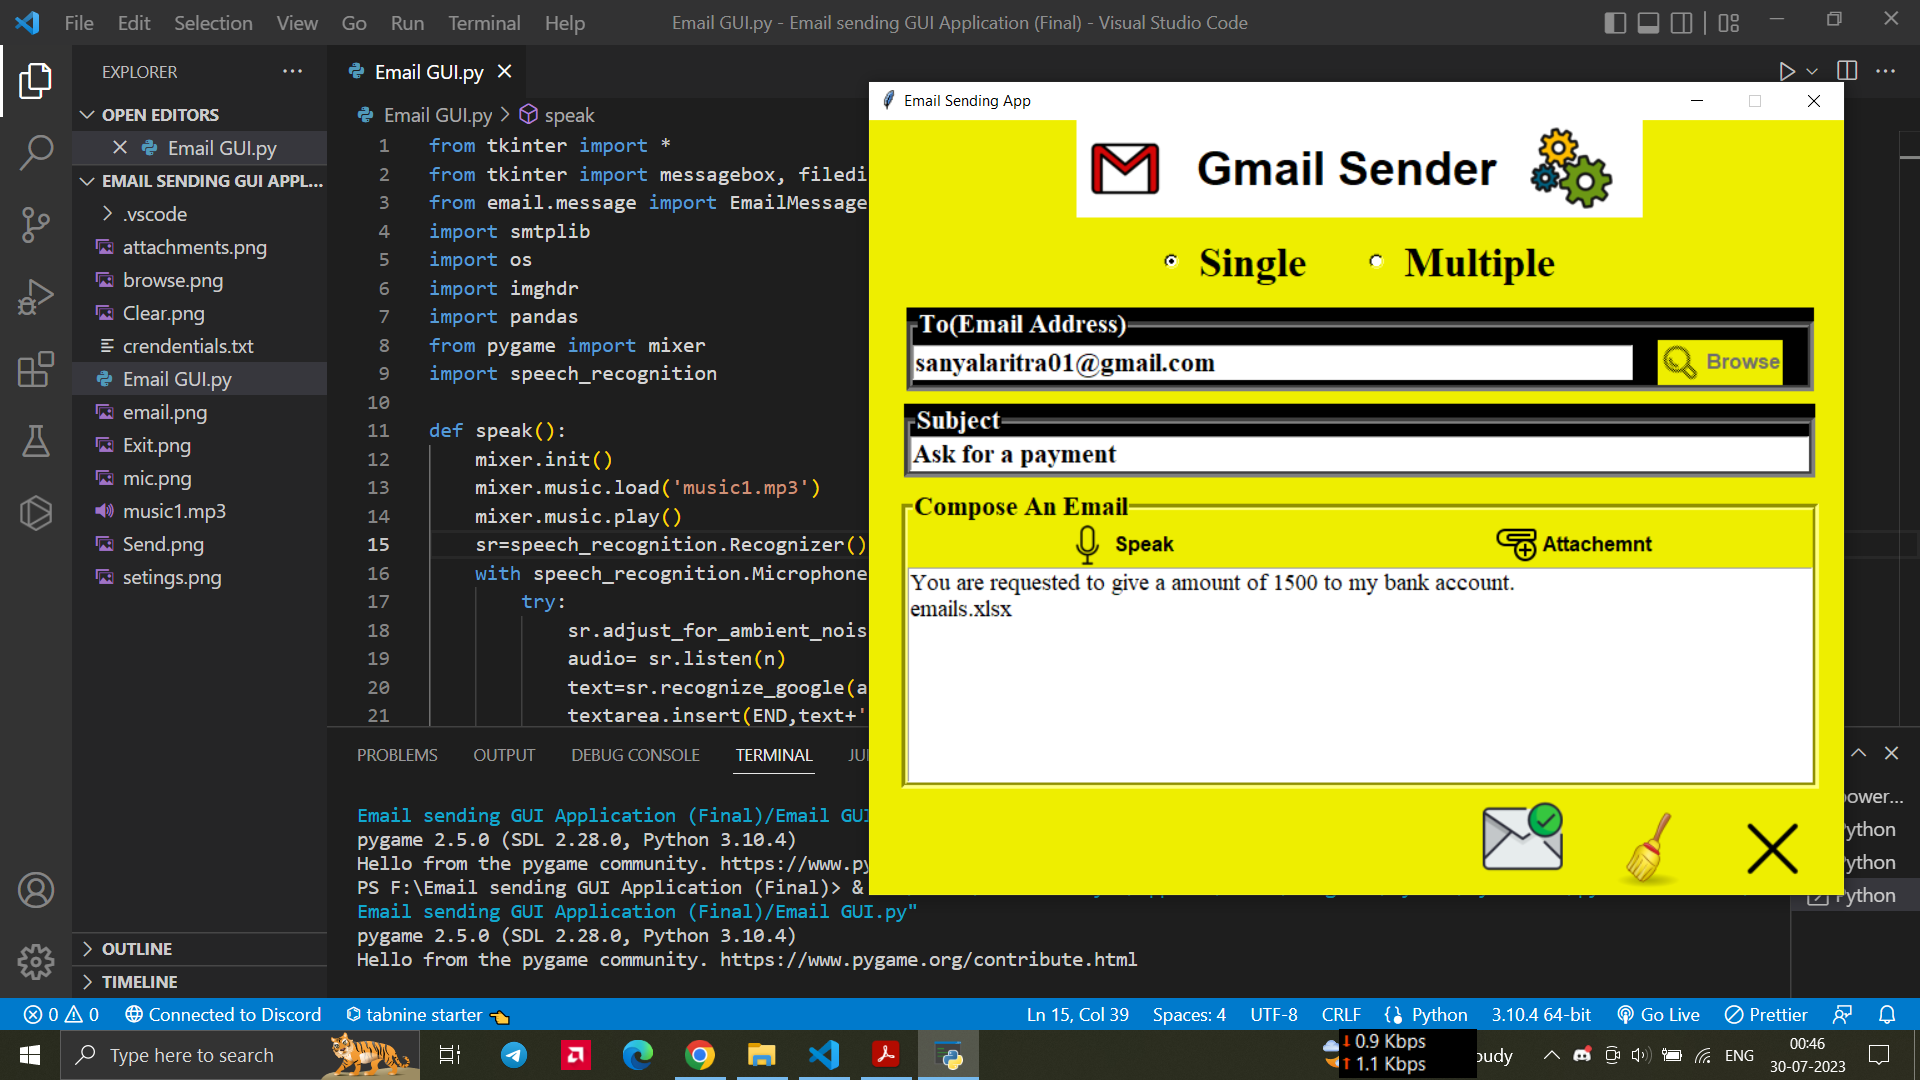 File Edit Selection View Go Run Terminal Help
Email GUI.py - Email sending GUI Application (Final) - Visual Studio Code
EXPLORER
OPEN EDITORS
Email GUI.py
EMAIL SENDING GUI APPL...
.vscode
attachments.png
browse.png
Clear.png
crendentials.txt
Email GUI.py
email.png
Exit.png
mic.png
music1.mp3
Send.png
setings.png
OUTLINE
TIMELINE
Email GUI.py
Email GUI.py > speak
1 from tkinter import *
2 from tkinter import messagebox, filedi
3 from email.message import EmailMessage
4 import smtplib
5 import os
6 import imghdr
7 import pandas
8 from pygame import mixer
9 import speech_recognition
10
11 def speak():
12 mixer.init()
13 mixer.music.load('music1.mp3')
14 mixer.music.play()
15 sr=speech_recognition.Recognizer()
16 with speech_recognition.Microphone
17 try:
18 sr.adjust_for_ambient_nois
19 audio= sr.listen(n)
20 text=sr.recognize_google(a
21 textarea.insert(END,text+'
PROBLEMS OUTPUT DEBUG CONSOLE TERMINAL JU
Email sending GUI Application (Final)/Email GUI
pygame 2.5.0 (SDL 2.28.0, Python 3.10.4)
Hello from the pygame community. https://www.py
PS F:\Email sending GUI Application (Final)> &
Email sending GUI Application (Final)/Email GUI.py"
pygame 2.5.0 (SDL 2.28.0, Python 3.10.4)
Hello from the pygame community. https://www.pygame.org/contribute.html
ower...
ython
ython
Python
Email Sending App
Gmail Sender
Single Multiple
To(Email Address)
sanyalaritra01@gmail.com
Browse
Subject
Ask for a payment
Compose An Email
Speak Attachemnt
You are requested to give a amount of 1500 to my bank account.
emails.xlsx
0 0 Connected to Discord tabnine starter
Ln 15, Col 39 Spaces: 4 UTF-8 CRLF Python 3.10.4 64-bit Go Live Prettier
Type here to search
0.9 Kbps
1.1 Kbps
oudy
ENG
00:46
30-07-2023